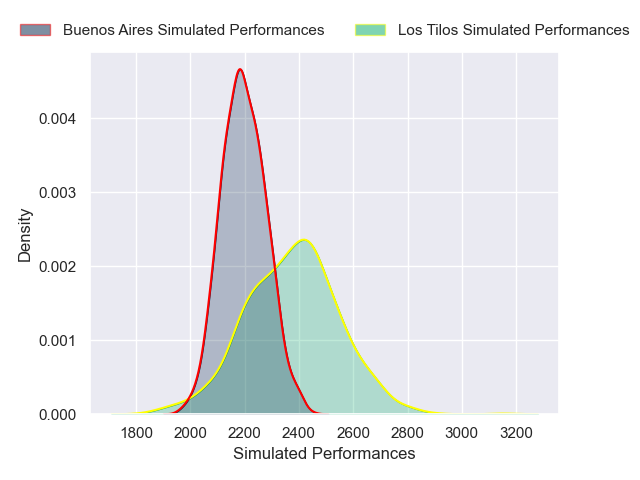 Buenos Aires Simulated Performances Los Tilos Simulated Performances
Density
0.004
0.003
0.002
0.001
0.000
1800 2000 2200 2400 2600 2800 3000 3200
Simulated Performances